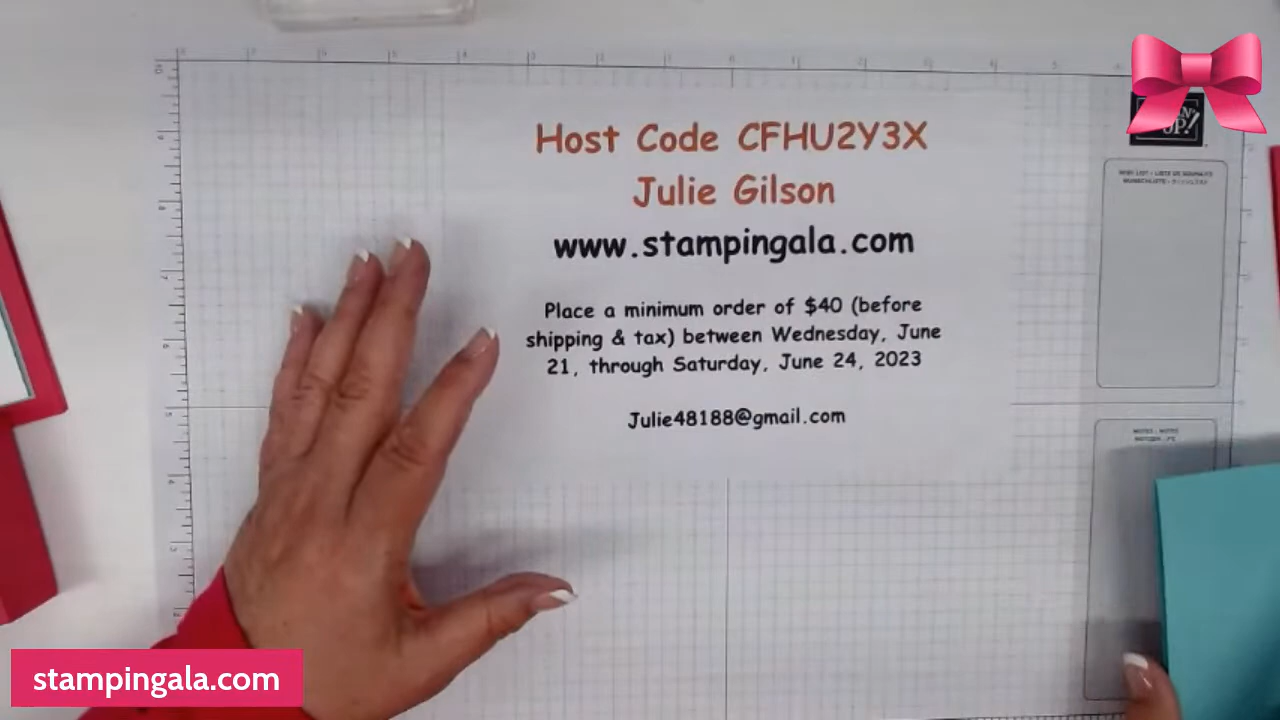 Host Code CFHU2Y3X
Julie Gilson
www.stampingala.com
Place a minimum order of $40 (before
shipping & tax) between Wednesday, June
21, through Saturday, June 24, 2023
Julie48188@gmail.com
UP!
stampingala.com